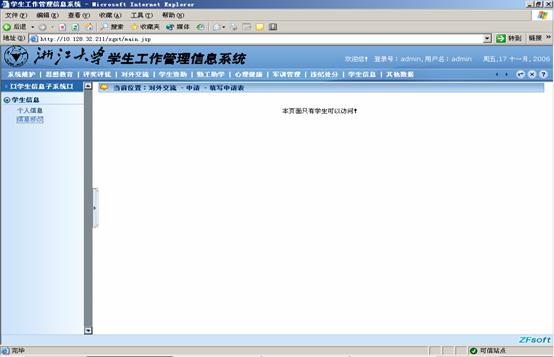 学生工作管理信息系统 - Microsoft Internet Explorer
文件(F) 编辑(E) 查看(V) 收藏(A) 工具(T) 帮助(H)
后退 搜索 收藏夹 媒体
地址(D) http://10.128.32.211/xgxt/main.jsp 转到 链接 »
浙江大学 学生工作管理信息系统 欢迎您! 登录号: admin, 用户名: admin 周五,17 十一月, 2006
系统维护 | 思想教育 | 评奖评优 | 对外交流 | 学生资助 | 勤工助学 | 心理健康 | 军训管理 | 违纪处分 | 学生信息 | 其他数据
学生信息子系统 当前位置:对外交流 - 申请 - 填写申请表
学生信息
个人信息
信息修改
本页面只有学生可以访问!
ZFsoft
完毕 可信站点